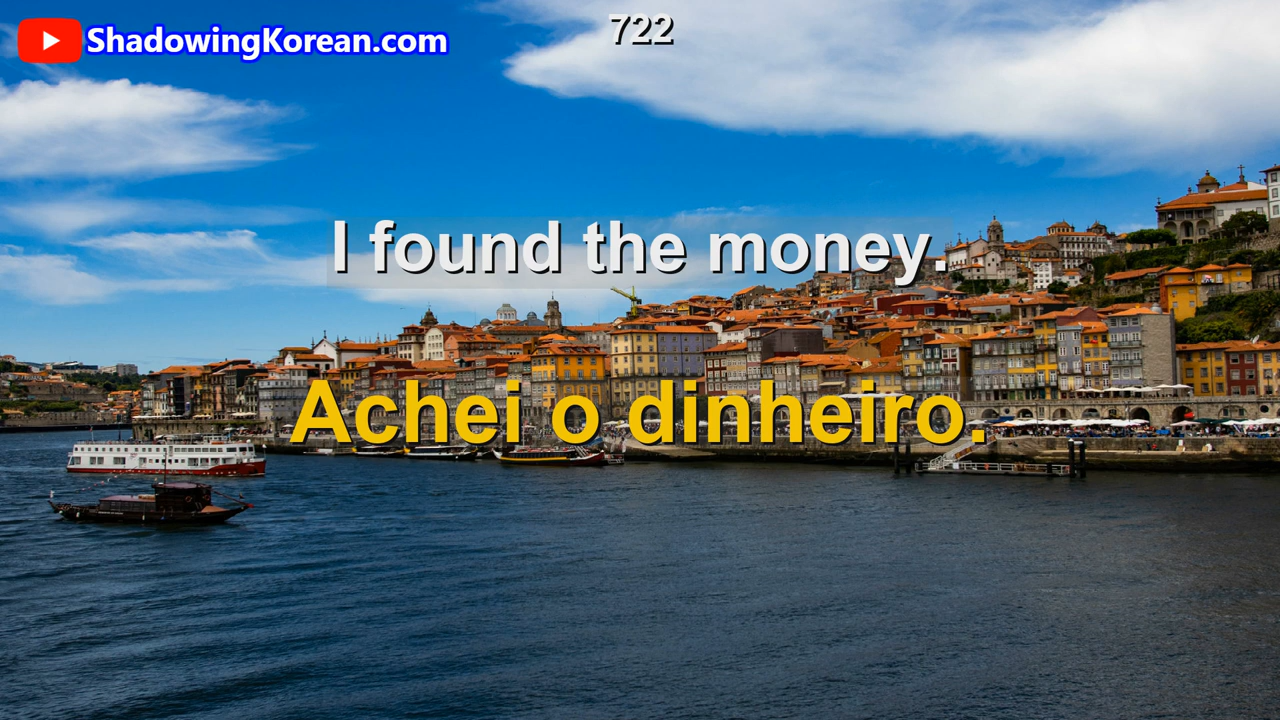 ShadowingKorean.com
722
I found the money.
Achei o dinheiro.